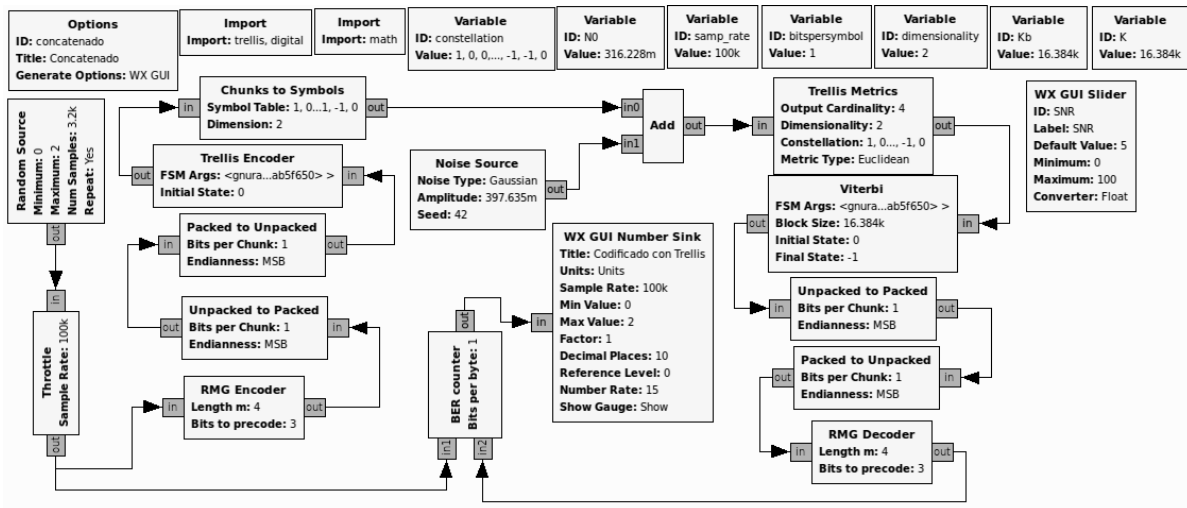 Options
ID: concatenado
Title: Concatenado
Generate Options: WX GUI
Import
Import: trellis, digital
Import
Import: math
Variable
ID: constellation
Value: 1, 0, 0,..., -1, -1, 0
Variable
ID: N0
Value: 316.228m
Variable
ID: samp_rate
Value: 100k
Variable
ID: bitspersymbol
Value: 1
Variable
ID: dimensionality
Value: 2
Variable
ID: Kb
Value: 16.384k
Variable
ID: K
Value: 16.384k
Random Source
Minimum: 0
Maximum: 2
Num Samples: 3.2k
Repeat: Yes
out
in
Throttle
Sample Rate: 100k
out
in
Chunks to Symbols
Symbol Table: 1, 0...1, -1, 0
Dimension: 2
out
out
Trellis Encoder
FSM Args: <gnura...ab5f650> >
Initial State: 0
in
in
Packed to Unpacked
Bits per Chunk: 1
Endianness: MSB
out
out
Unpacked to Packed
Bits per Chunk: 1
Endianness: MSB
in
in
RMG Encoder
Length m: 4
Bits to precode: 3
out
Noise Source
Noise Type: Gaussian
Amplitude: 397.635m
Seed: 42
out
in0
in1
Add
out
out
BER counter
Bits per byte: 1
in1
in2
in
WX GUI Number Sink
Title: Codificado con Trellis
Units: Units
Sample Rate: 100k
Min Value: 0
Max Value: 2
Factor: 1
Decimal Places: 10
Reference Level: 0
Number Rate: 15
Show Gauge: Show
in
Trellis Metrics
Output Cardinality: 4
Dimensionality: 2
Constellation: 1, 0..., -1, 0
Metric Type: Euclidean
out
out
Viterbi
FSM Args: <gnura...ab5f650> >
Block Size: 16.384k
Initial State: 0
Final State: -1
in
in
Unpacked to Packed
Bits per Chunk: 1
Endianness: MSB
out
out
Packed to Unpacked
Bits per Chunk: 1
Endianness: MSB
in
in
RMG Decoder
Length m: 4
Bits to precode: 3
out
WX GUI Slider
ID: SNR
Label: SNR
Default Value: 5
Minimum: 0
Maximum: 100
Converter: Float